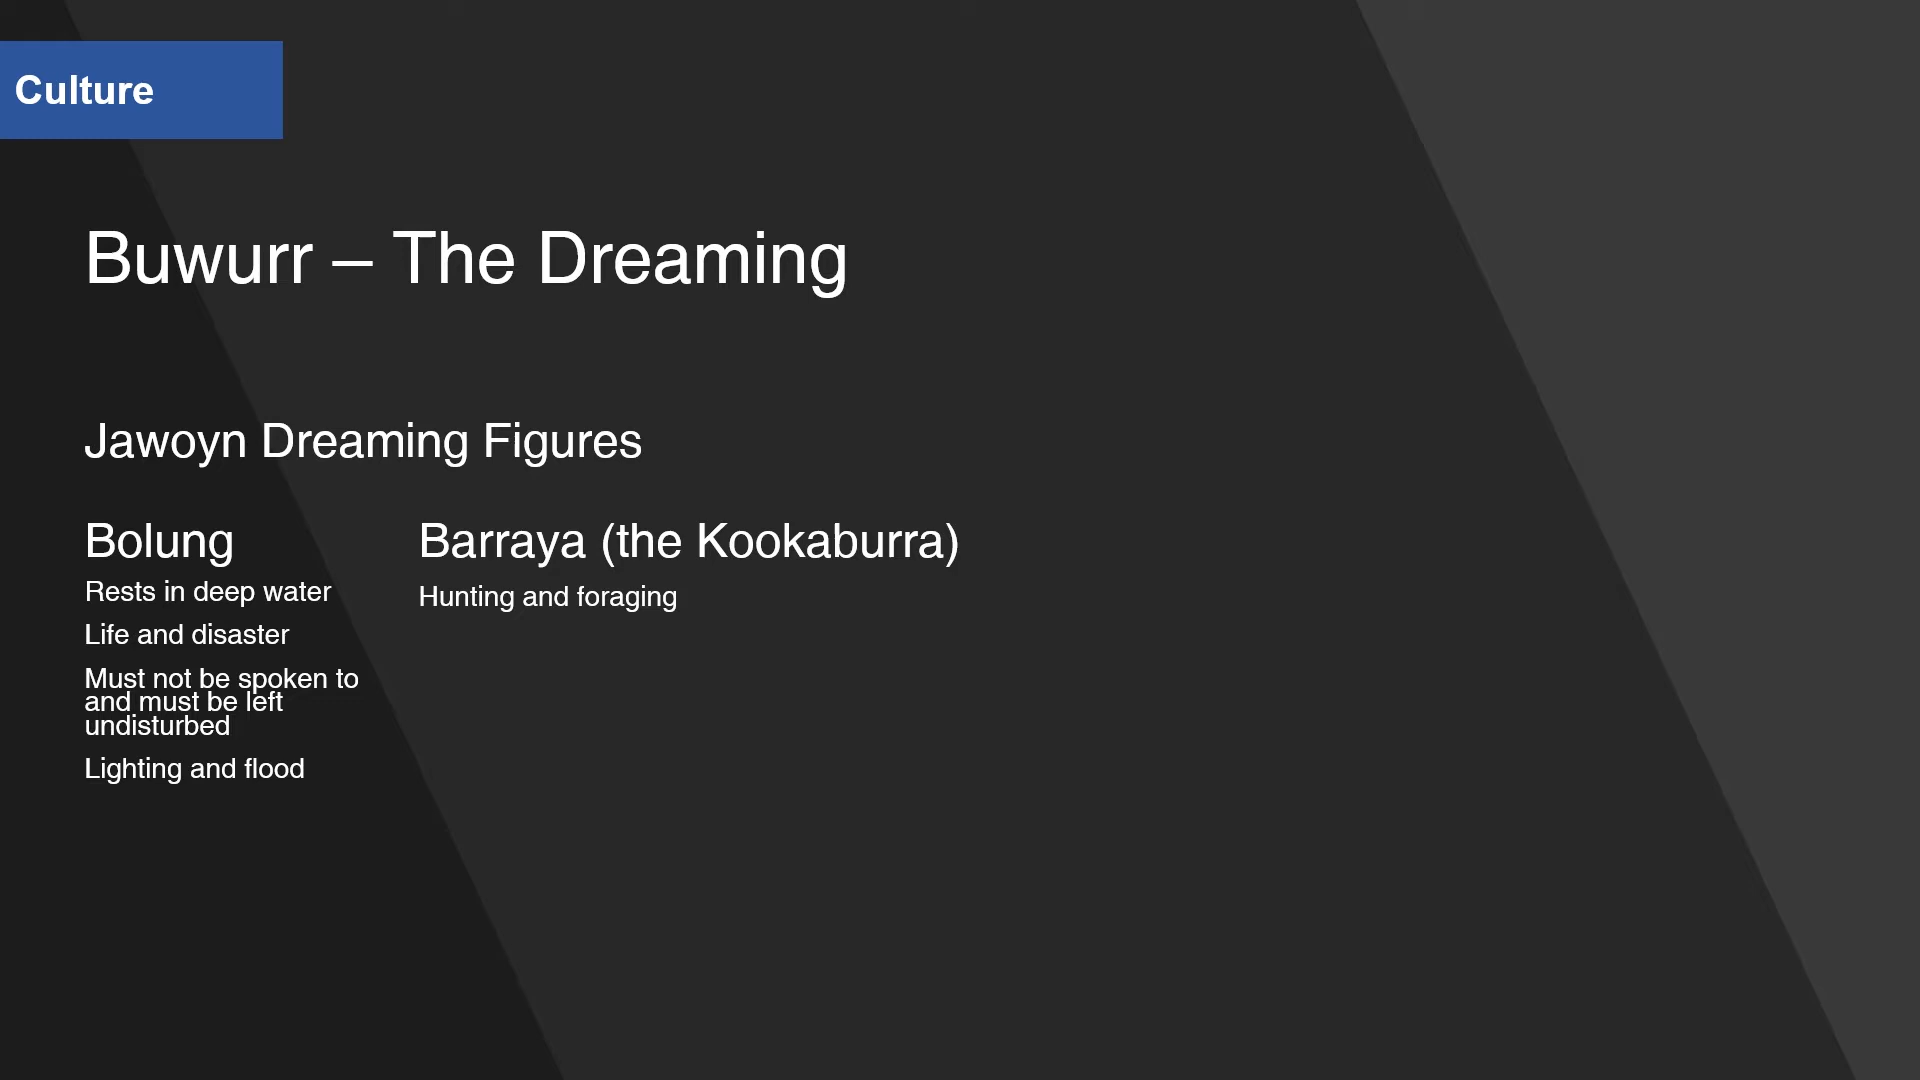 Culture
Buwurr – The Dreaming
Jawoyn Dreaming Figures
Bolung
Rests in deep water
Life and disaster
Must not be spoken to
and must be left
undisturbed
Lighting and flood
Barraya (the Kookaburra)
Hunting and foraging